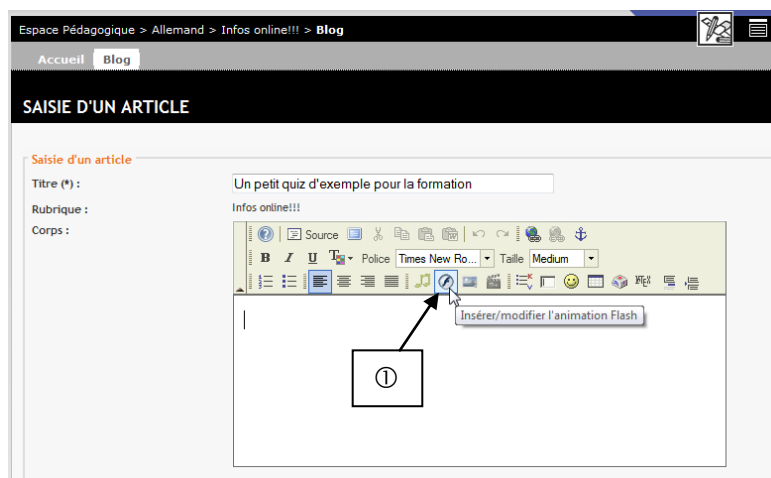 Espace Pédagogique > Allemand > Infos online!!! > Blog
Accueil Blog
SAISIE D'UN ARTICLE
Saisie d'un article
Titre (*) : Un petit quiz d'exemple pour la formation
Rubrique : Infos online!!!
Corps :
Source
B I U T Police Times New Ro... Taille Medium
Insérer/modifier l'animation Flash
①